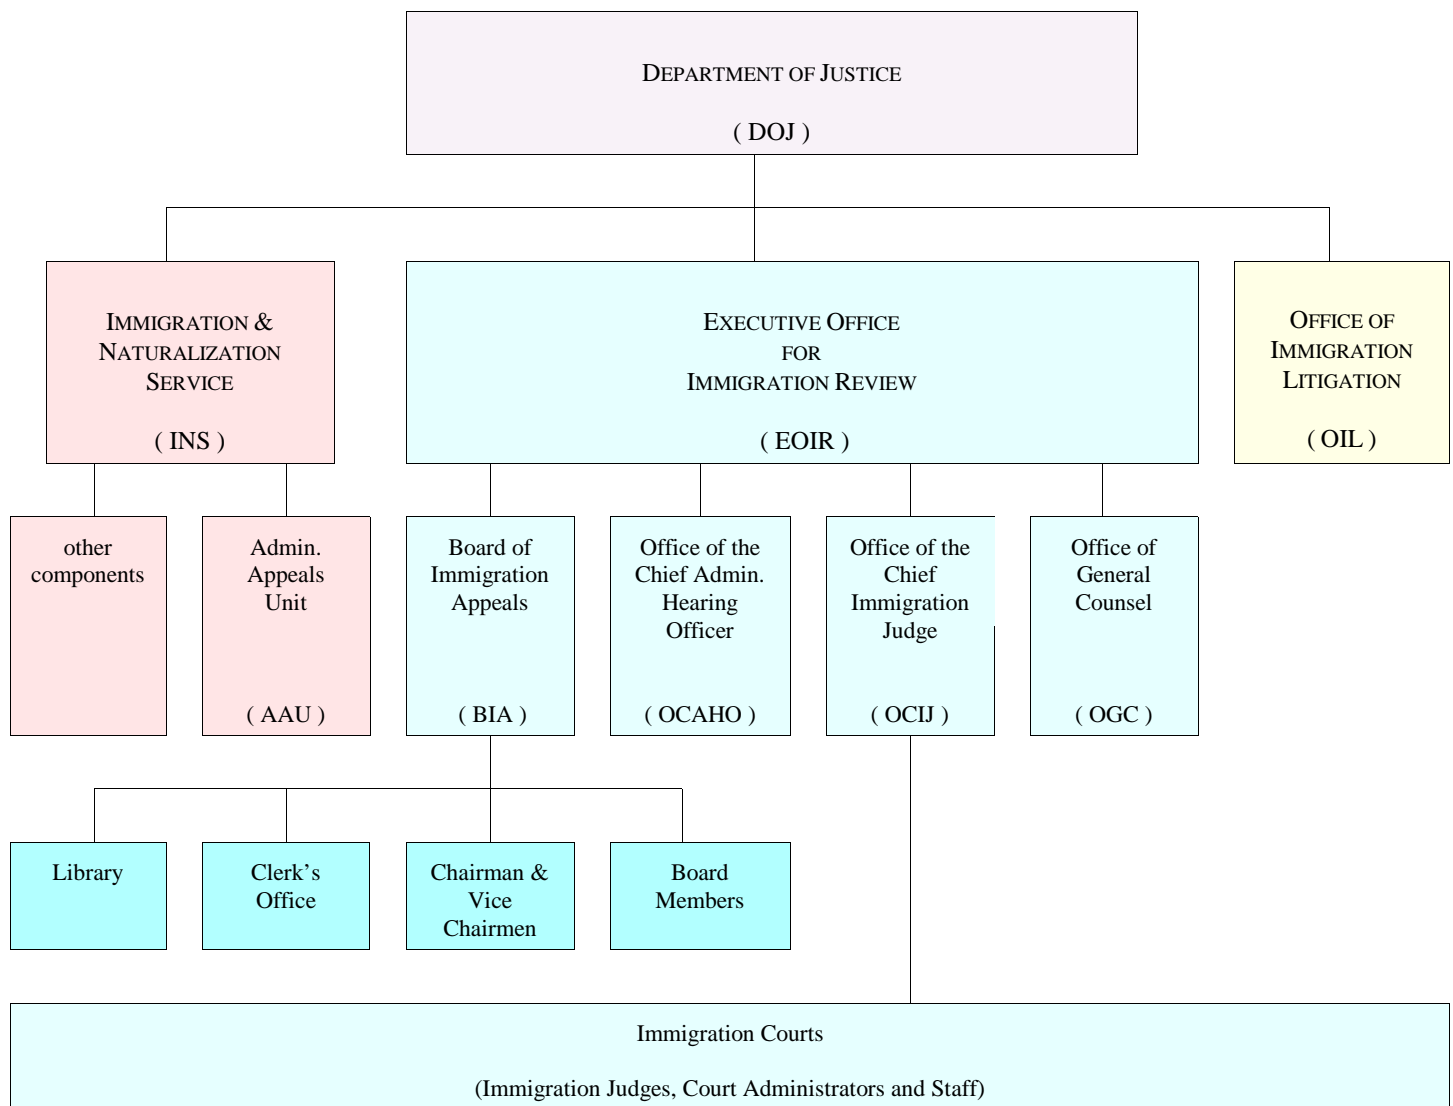 DEPARTMENT OF JUSTICE
( DOJ )
IMMIGRATION &
NATURALIZATION
SERVICE
( INS )
EXECUTIVE OFFICE
FOR
IMMIGRATION REVIEW
( EOIR )
OFFICE OF
IMMIGRATION
LITIGATION
( OIL )
other
components
Admin.
Appeals
Unit
( AAU )
Board of
Immigration
Appeals
( BIA )
Office of the
Chief Admin.
Hearing
Officer
( OCAHO )
Office of the
Chief
Immigration
Judge
( OCIJ )
Office of
General
Counsel
( OGC )
Library
Clerk's
Office
Chairman &
Vice
Chairmen
Board
Members
Immigration Courts
(Immigration Judges, Court Administrators and Staff)